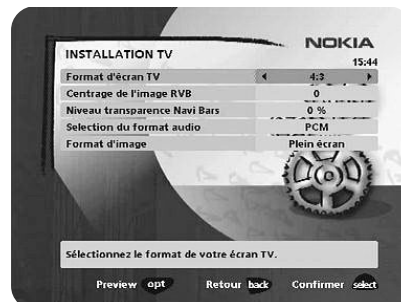 NOKIA
INSTALLATION TV
15:44
Format d'écran TV 4:3
Centrage de l'image RVB 0
Niveau transparence Navi Bars 0 %
Selection du format audio PCM
Format d'image Plein écran
Sélectionnez le format de votre écran TV.
Preview opt Retour back Confirmer select